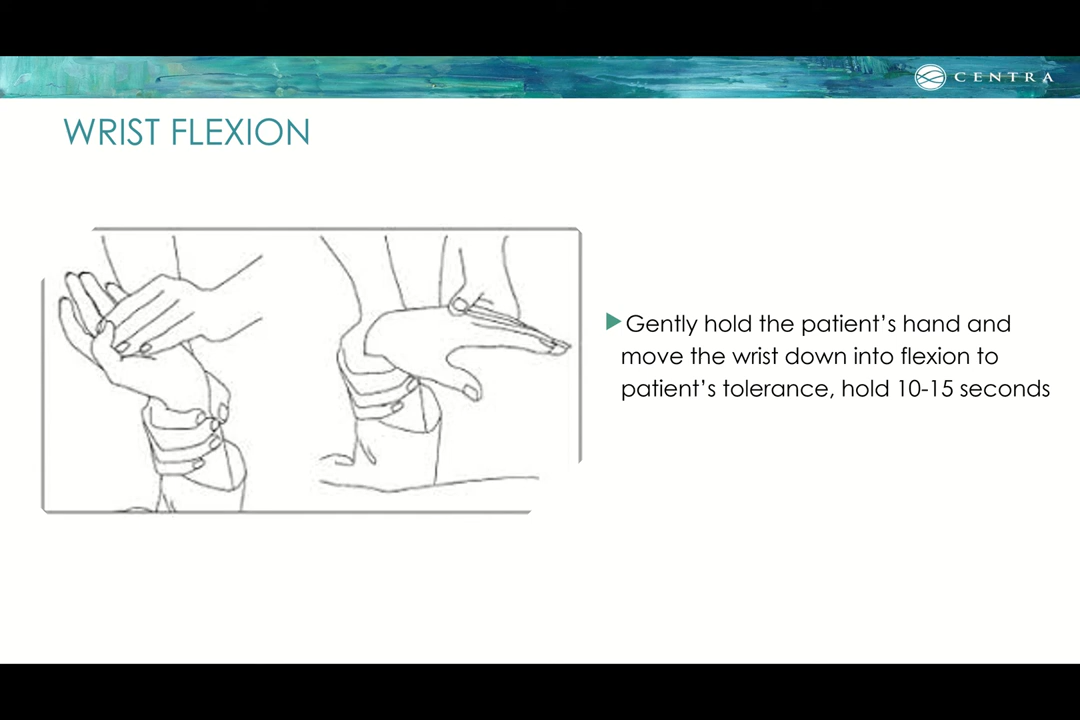 CENTRA
WRIST FLEXION
Gently hold the patient’s hand and
move the wrist down into flexion to
patient’s tolerance, hold 10-15 seconds